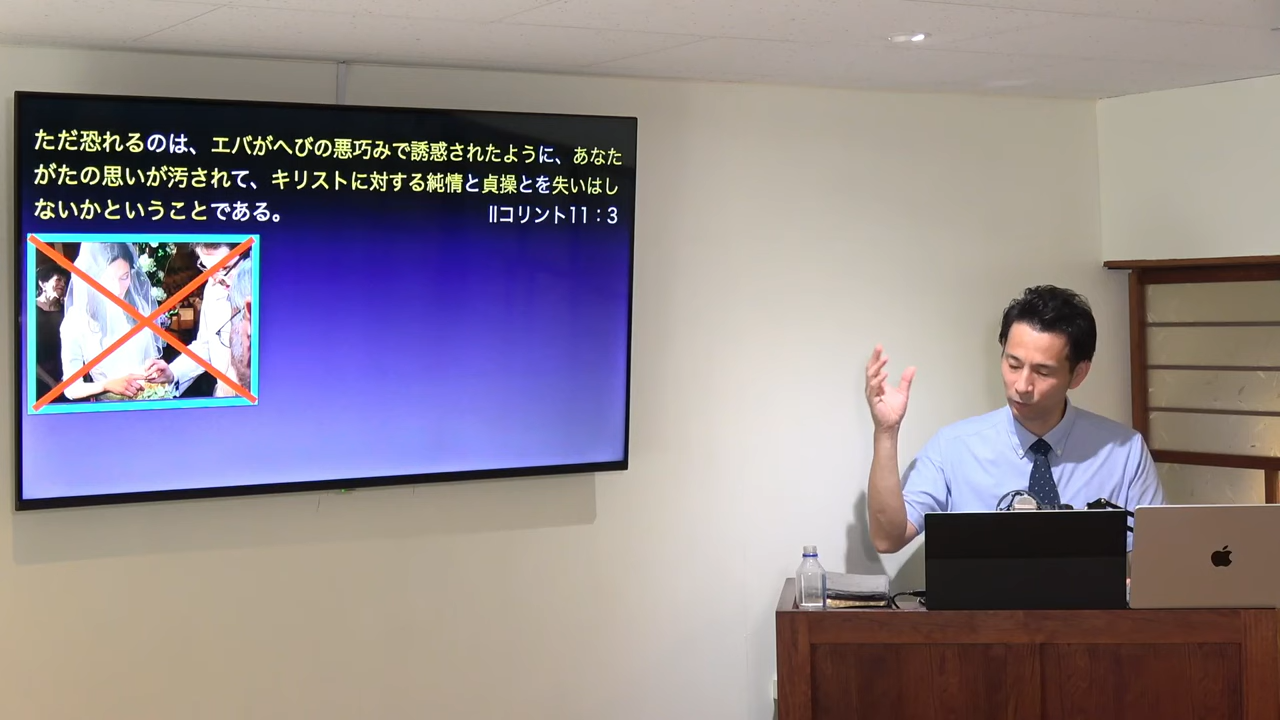 ただ恐れるのは、エバがへびの悪巧みで誘惑されたように、あなた
がたの思いが汚されて、キリストに対する純情と貞操とを失いはし
ないかということである。 IIコリント11：3